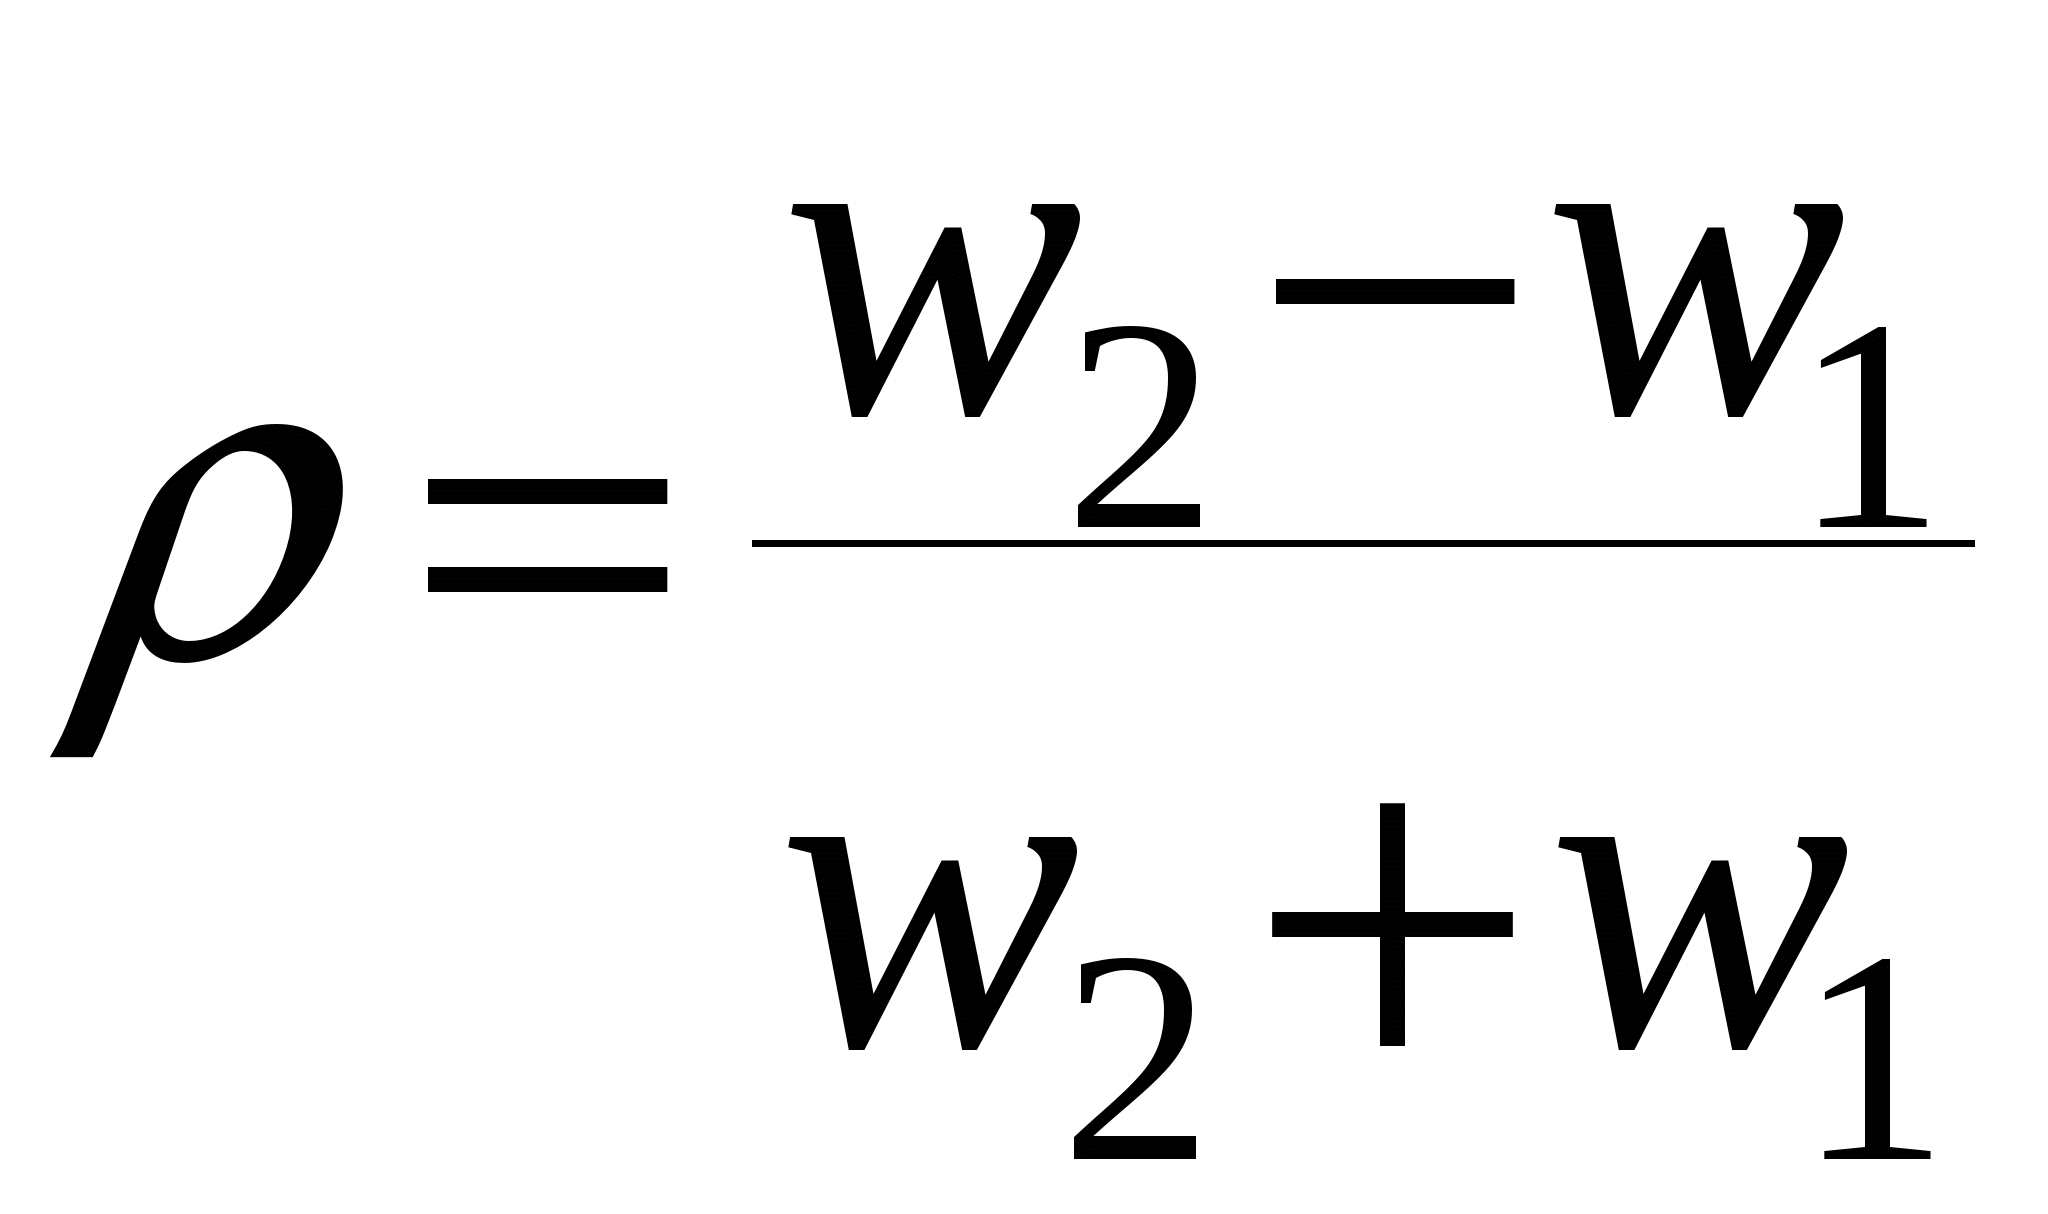 ρ = (w₂ − w₁) / (w₂ + w₁)